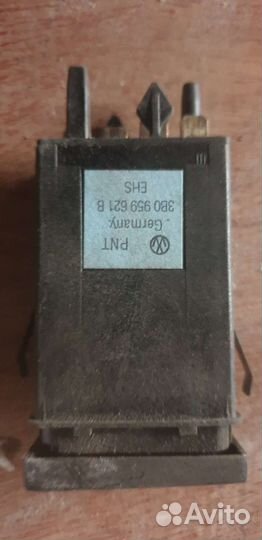 PNT
Germany.
3B0 959 621 B
EHS
Avito